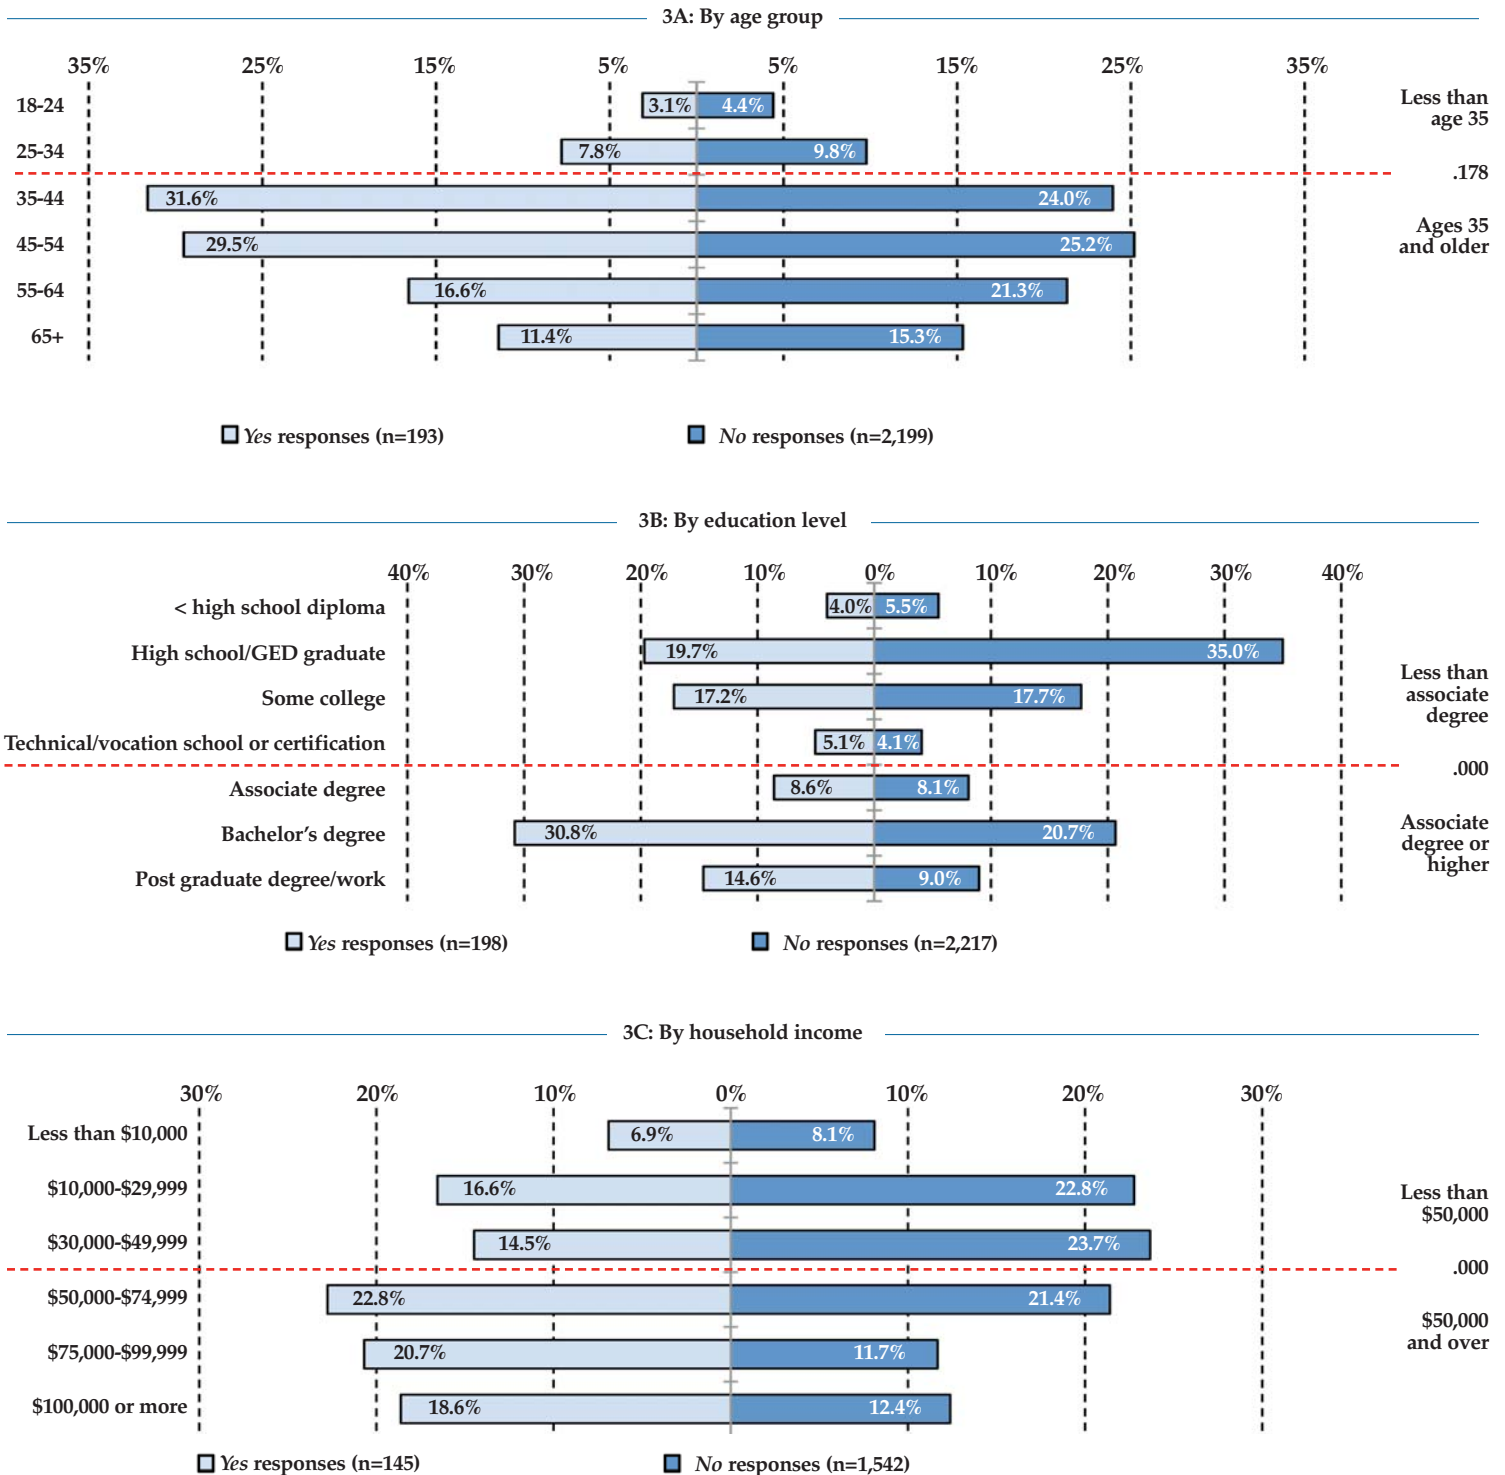 3A: By age group
35% 25% 15% 5% 5% 15% 25% 35%
18-24 3.1% 4.4% Less than
age 35
25-34 7.8% 9.8%
.178
35-44 31.6% 24.0%
45-54 29.5% 25.2% Ages 35
and older
55-64 16.6% 21.3%
65+ 11.4% 15.3%
Yes responses (n=193) No responses (n=2,199)
3B: By education level
40% 30% 20% 10% 0% 10% 20% 30% 40%
< high school diploma 4.0% 5.5%
High school/GED graduate 19.7% 35.0%
Less than
associate
degree
Some college 17.2% 17.7%
Technical/vocation school or certification 5.1% 4.1%
.000
Associate degree 8.6% 8.1%
Bachelor’s degree 30.8% 20.7%
Associate
degree or
higher
Post graduate degree/work 14.6% 9.0%
Yes responses (n=198) No responses (n=2,217)
3C: By household income
30% 20% 10% 0% 10% 20% 30%
Less than $10,000 6.9% 8.1%
$10,000-$29,999 16.6% 22.8%
Less than
$50,000
$30,000-$49,999 14.5% 23.7%
.000
$50,000-$74,999 22.8% 21.4%
$50,000
and over
$75,000-$99,999 20.7% 11.7%
$100,000 or more 18.6% 12.4%
Yes responses (n=145) No responses (n=1,542)